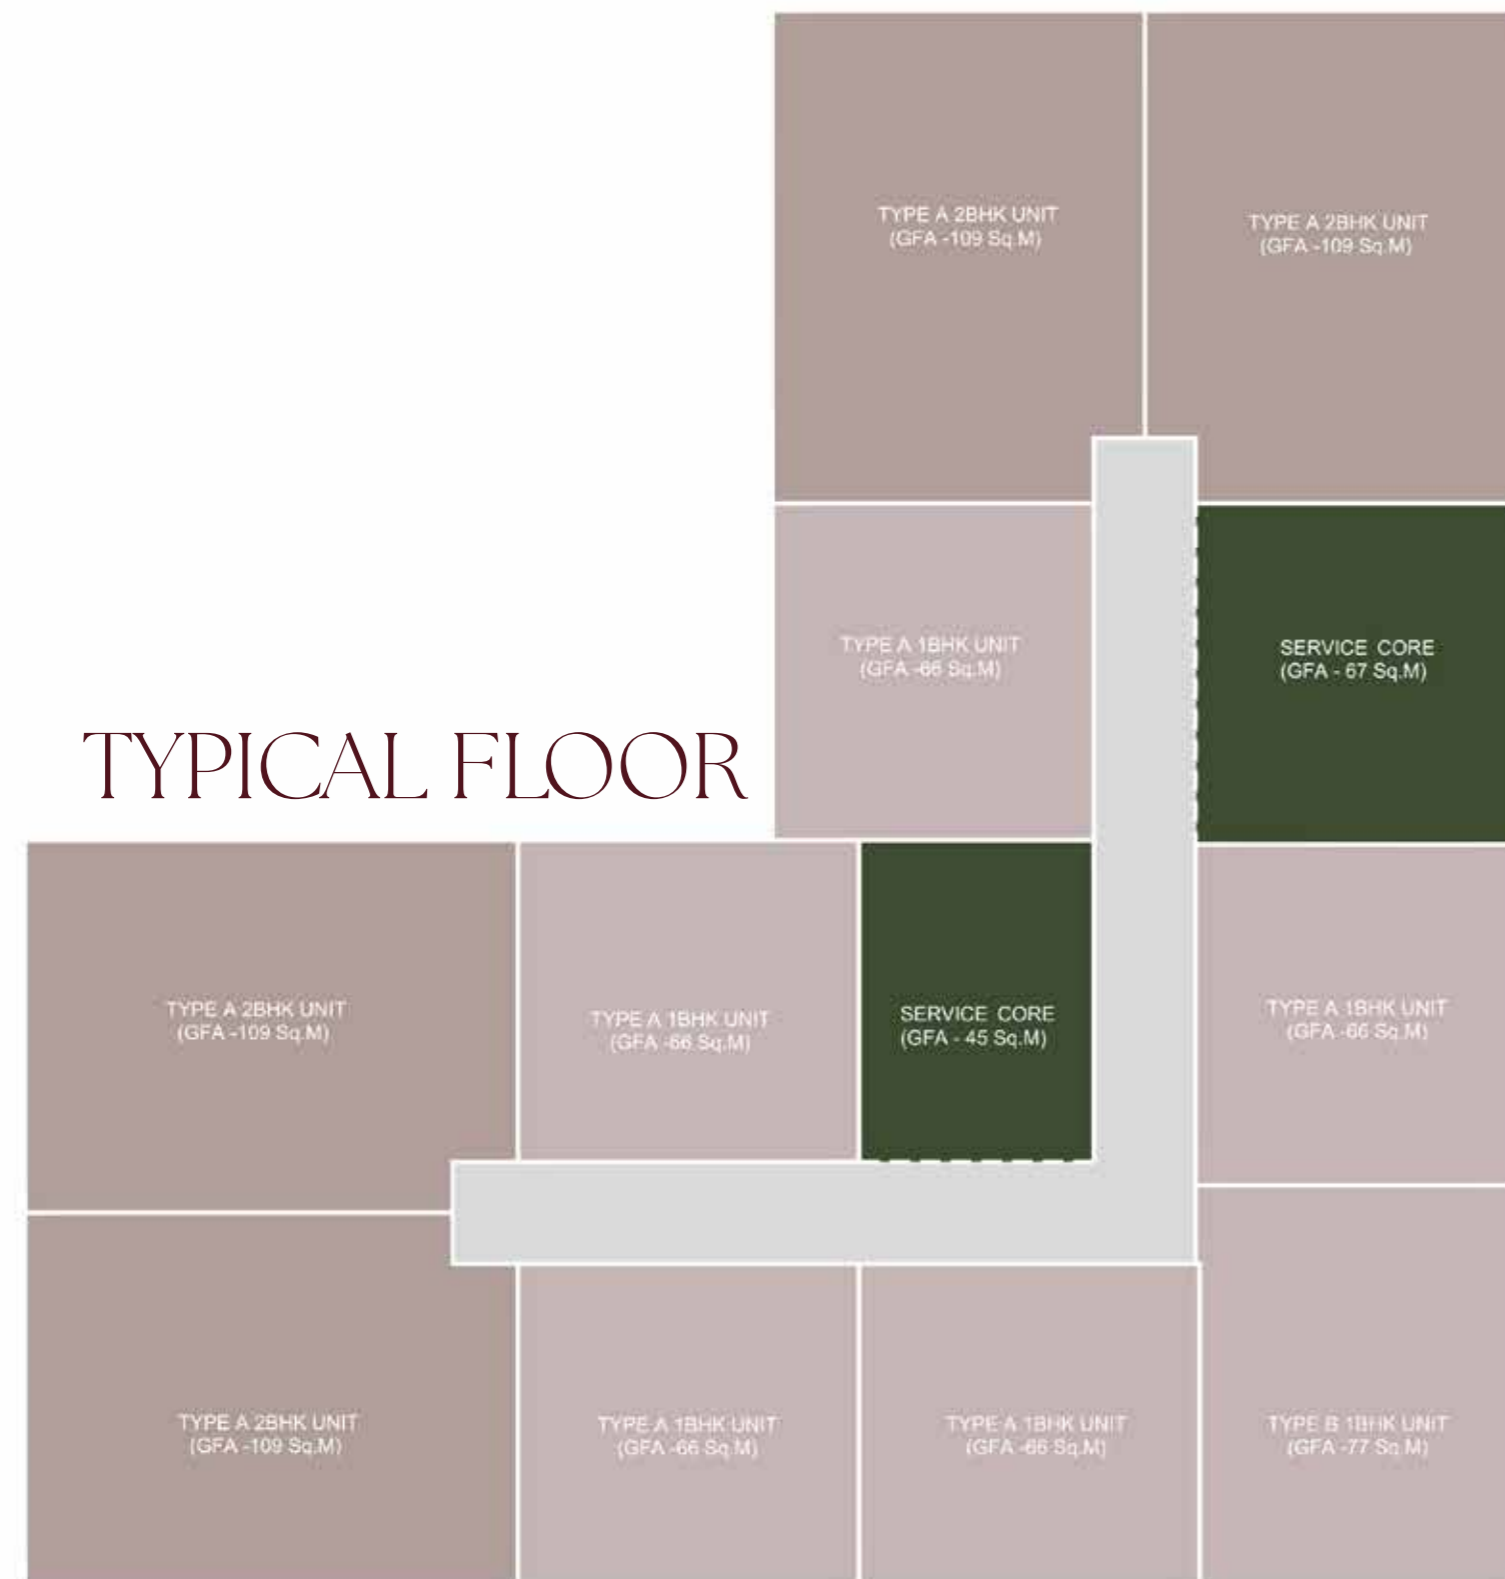 TYPE A 2BHK UNIT
(GFA -109 Sq.M)
TYPE A 2BHK UNIT
(GFA -109 Sq.M)
TYPE A 1BHK UNIT
(GFA -66 Sq.M)
SERVICE CORE
(GFA - 67 Sq.M)
TYPICAL FLOOR
TYPE A 2BHK UNIT
(GFA -109 Sq.M)
TYPE A 1BHK UNIT
(GFA -66 Sq.M)
SERVICE CORE
(GFA - 45 Sq.M)
TYPE A 1BHK UNIT
(GFA -66 Sq.M)
TYPE A 2BHK UNIT
(GFA -109 Sq.M)
TYPE A 1BHK UNIT
(GFA -66 Sq.M)
TYPE A 1BHK UNIT
(GFA -66 Sq.M)
TYPE B 1BHK UNIT
(GFA -77 Sq.M)